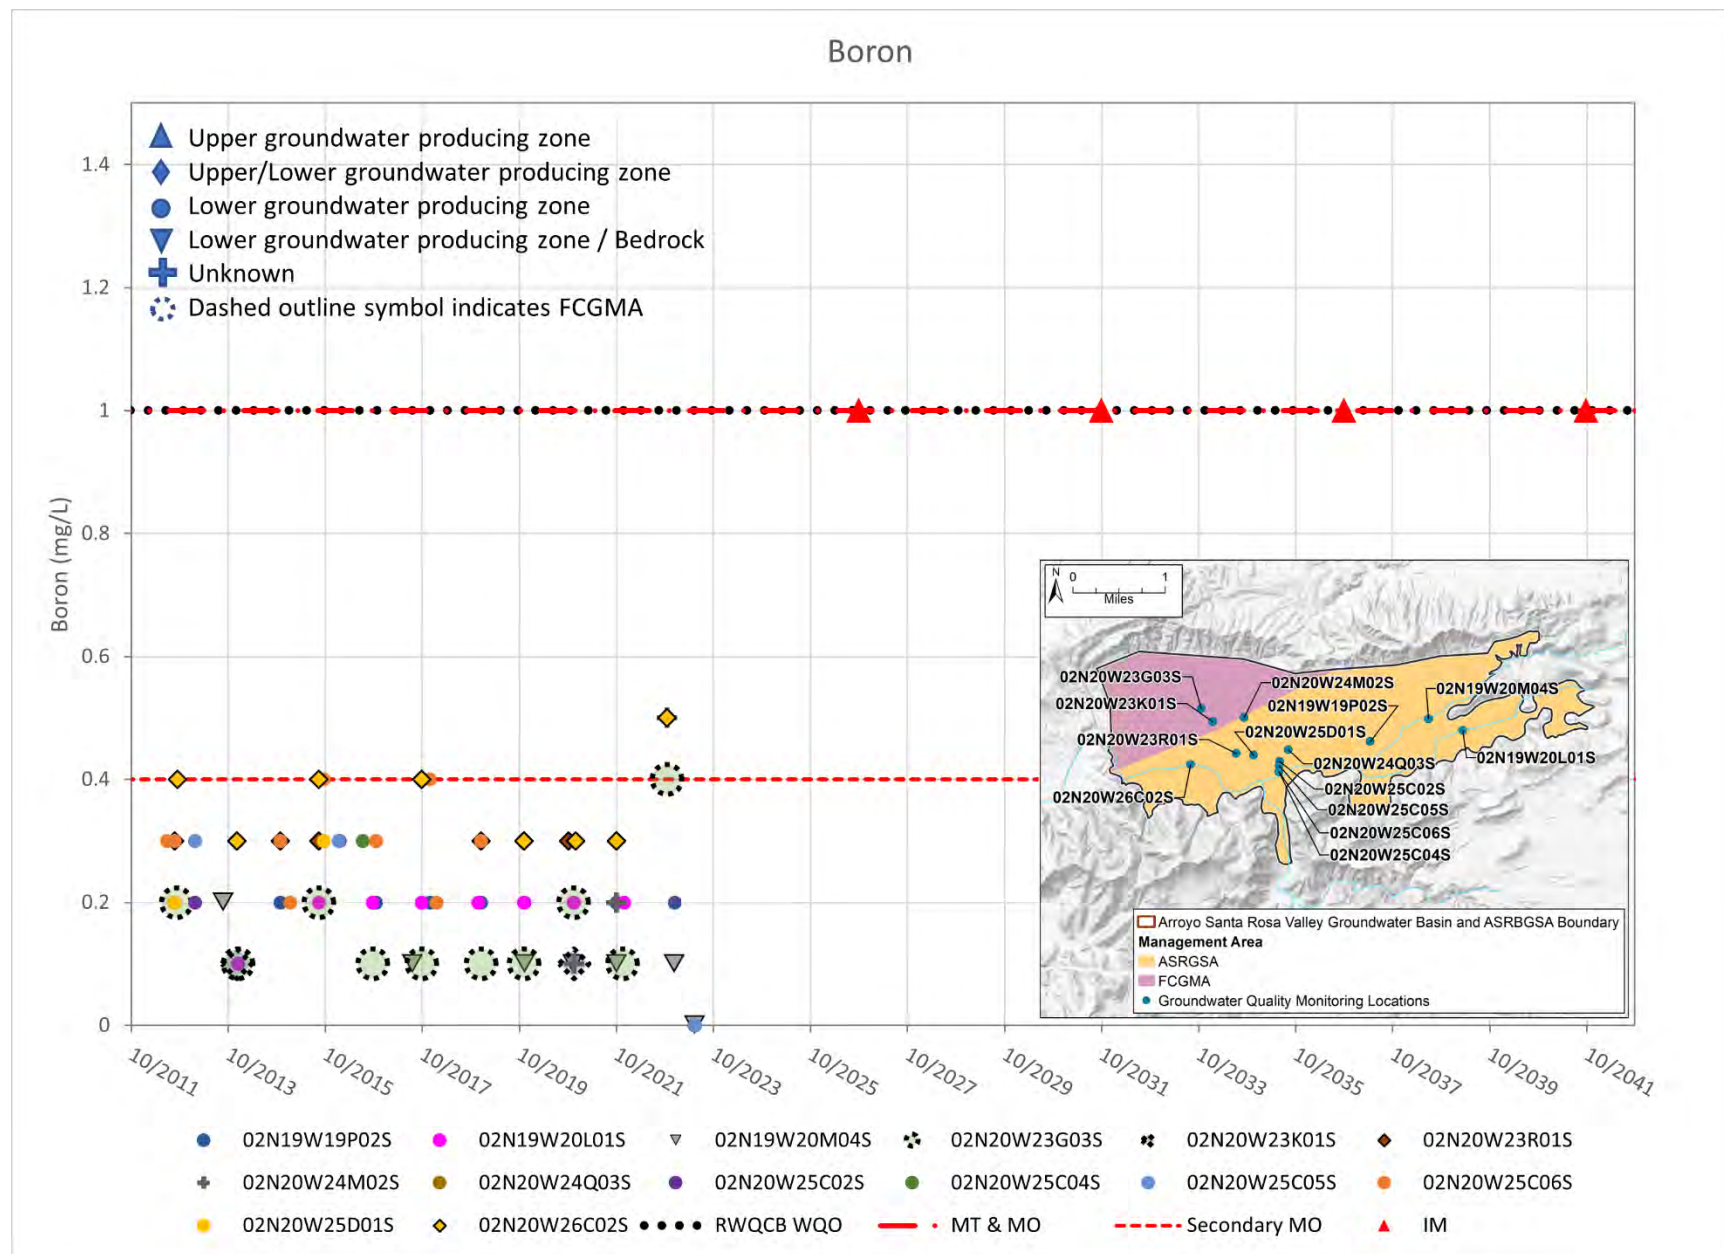 Boron
Upper groundwater producing zone
Upper/Lower groundwater producing zone
Lower groundwater producing zone
Lower groundwater producing zone / Bedrock
Unknown
Dashed outline symbol indicates FCGMA
1.4
1.2
1
0.8
0.6
0.4
0.2
0
Boron (mg/L)
N
0 1
Miles
02N20W23G03S
02N20W24M02S
02N19W20M04S
02N20W23K01S
02N19W19P02S
02N20W25D01S
02N20W23R01S
02N19W20L01S
02N20W24Q03S
02N20W25C02S
02N20W26C02S
02N20W25C05S
02N20W25C06S
02N20W25C04S
Arroyo Santa Rosa Valley Groundwater Basin and ASRBGSA Boundary
Management Area
ASRGSA
FCGMA
Groundwater Quality Monitoring Locations
10/2011 10/2013 10/2015 10/2017 10/2019 10/2021 10/2023 10/2025 10/2027 10/2029 10/2031 10/2033 10/2035 10/2037 10/2039 10/2041
02N19W19P02S 02N19W20L01S 02N19W20M04S 02N20W23G03S 02N20W23K01S 02N20W23R01S
02N20W24M02S 02N20W24Q03S 02N20W25C02S 02N20W25C04S 02N20W25C05S 02N20W25C06S
02N20W25D01S 02N20W26C02S RWQCB WQO MT & MO Secondary MO IM